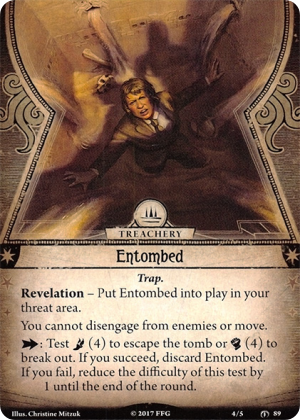 TREACHERY
Entombed
Trap.
Revelation – Put Entombed into play in your
threat area.
You cannot disengage from enemies or move.
: Test (4) to escape the tomb or (4) to
break out. If you succeed, discard Entombed.
If you fail, reduce the difficulty of this test by
1 until the end of the round.
Illus. Christine Mitzuk © 2017 FFG 4/5 89